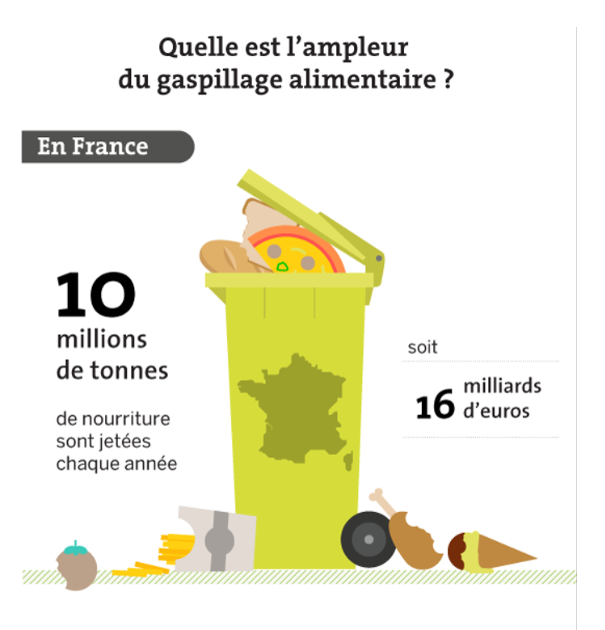 Quelle est l’ampleur
du gaspillage alimentaire ?
En France
10
millions
de tonnes
de nourriture
sont jetées
chaque année
soit
16 milliards
d’euros